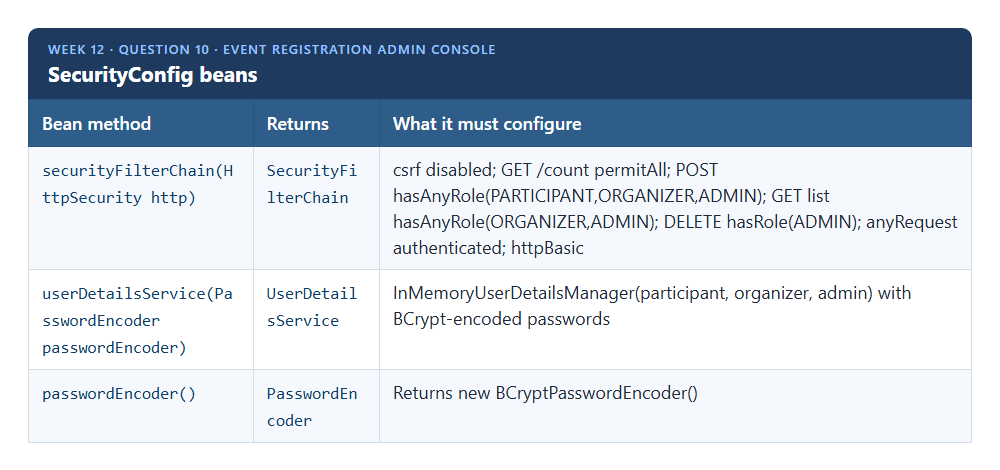 WEEK 12 · QUESTION 10 · EVENT REGISTRATION ADMIN CONSOLE
SecurityConfig beans
Bean method
Returns
What it must configure
securityFilterChain(H
ttpSecurity http)
SecurityFi
lterChain
csrf disabled; GET /count permitAll; POST
hasAnyRole(PARTICIPANT,ORGANIZER,ADMIN); GET list
hasAnyRole(ORGANIZER,ADMIN); DELETE hasRole(ADMIN); anyRequest
authenticated; httpBasic
userDetailsService(Pa
sswordEncoder
passwordEncoder)
UserDetail
sService
InMemoryUserDetailsManager(participant, organizer, admin) with
BCrypt-encoded passwords
passwordEncoder()
PasswordEn
coder
Returns new BCryptPasswordEncoder()